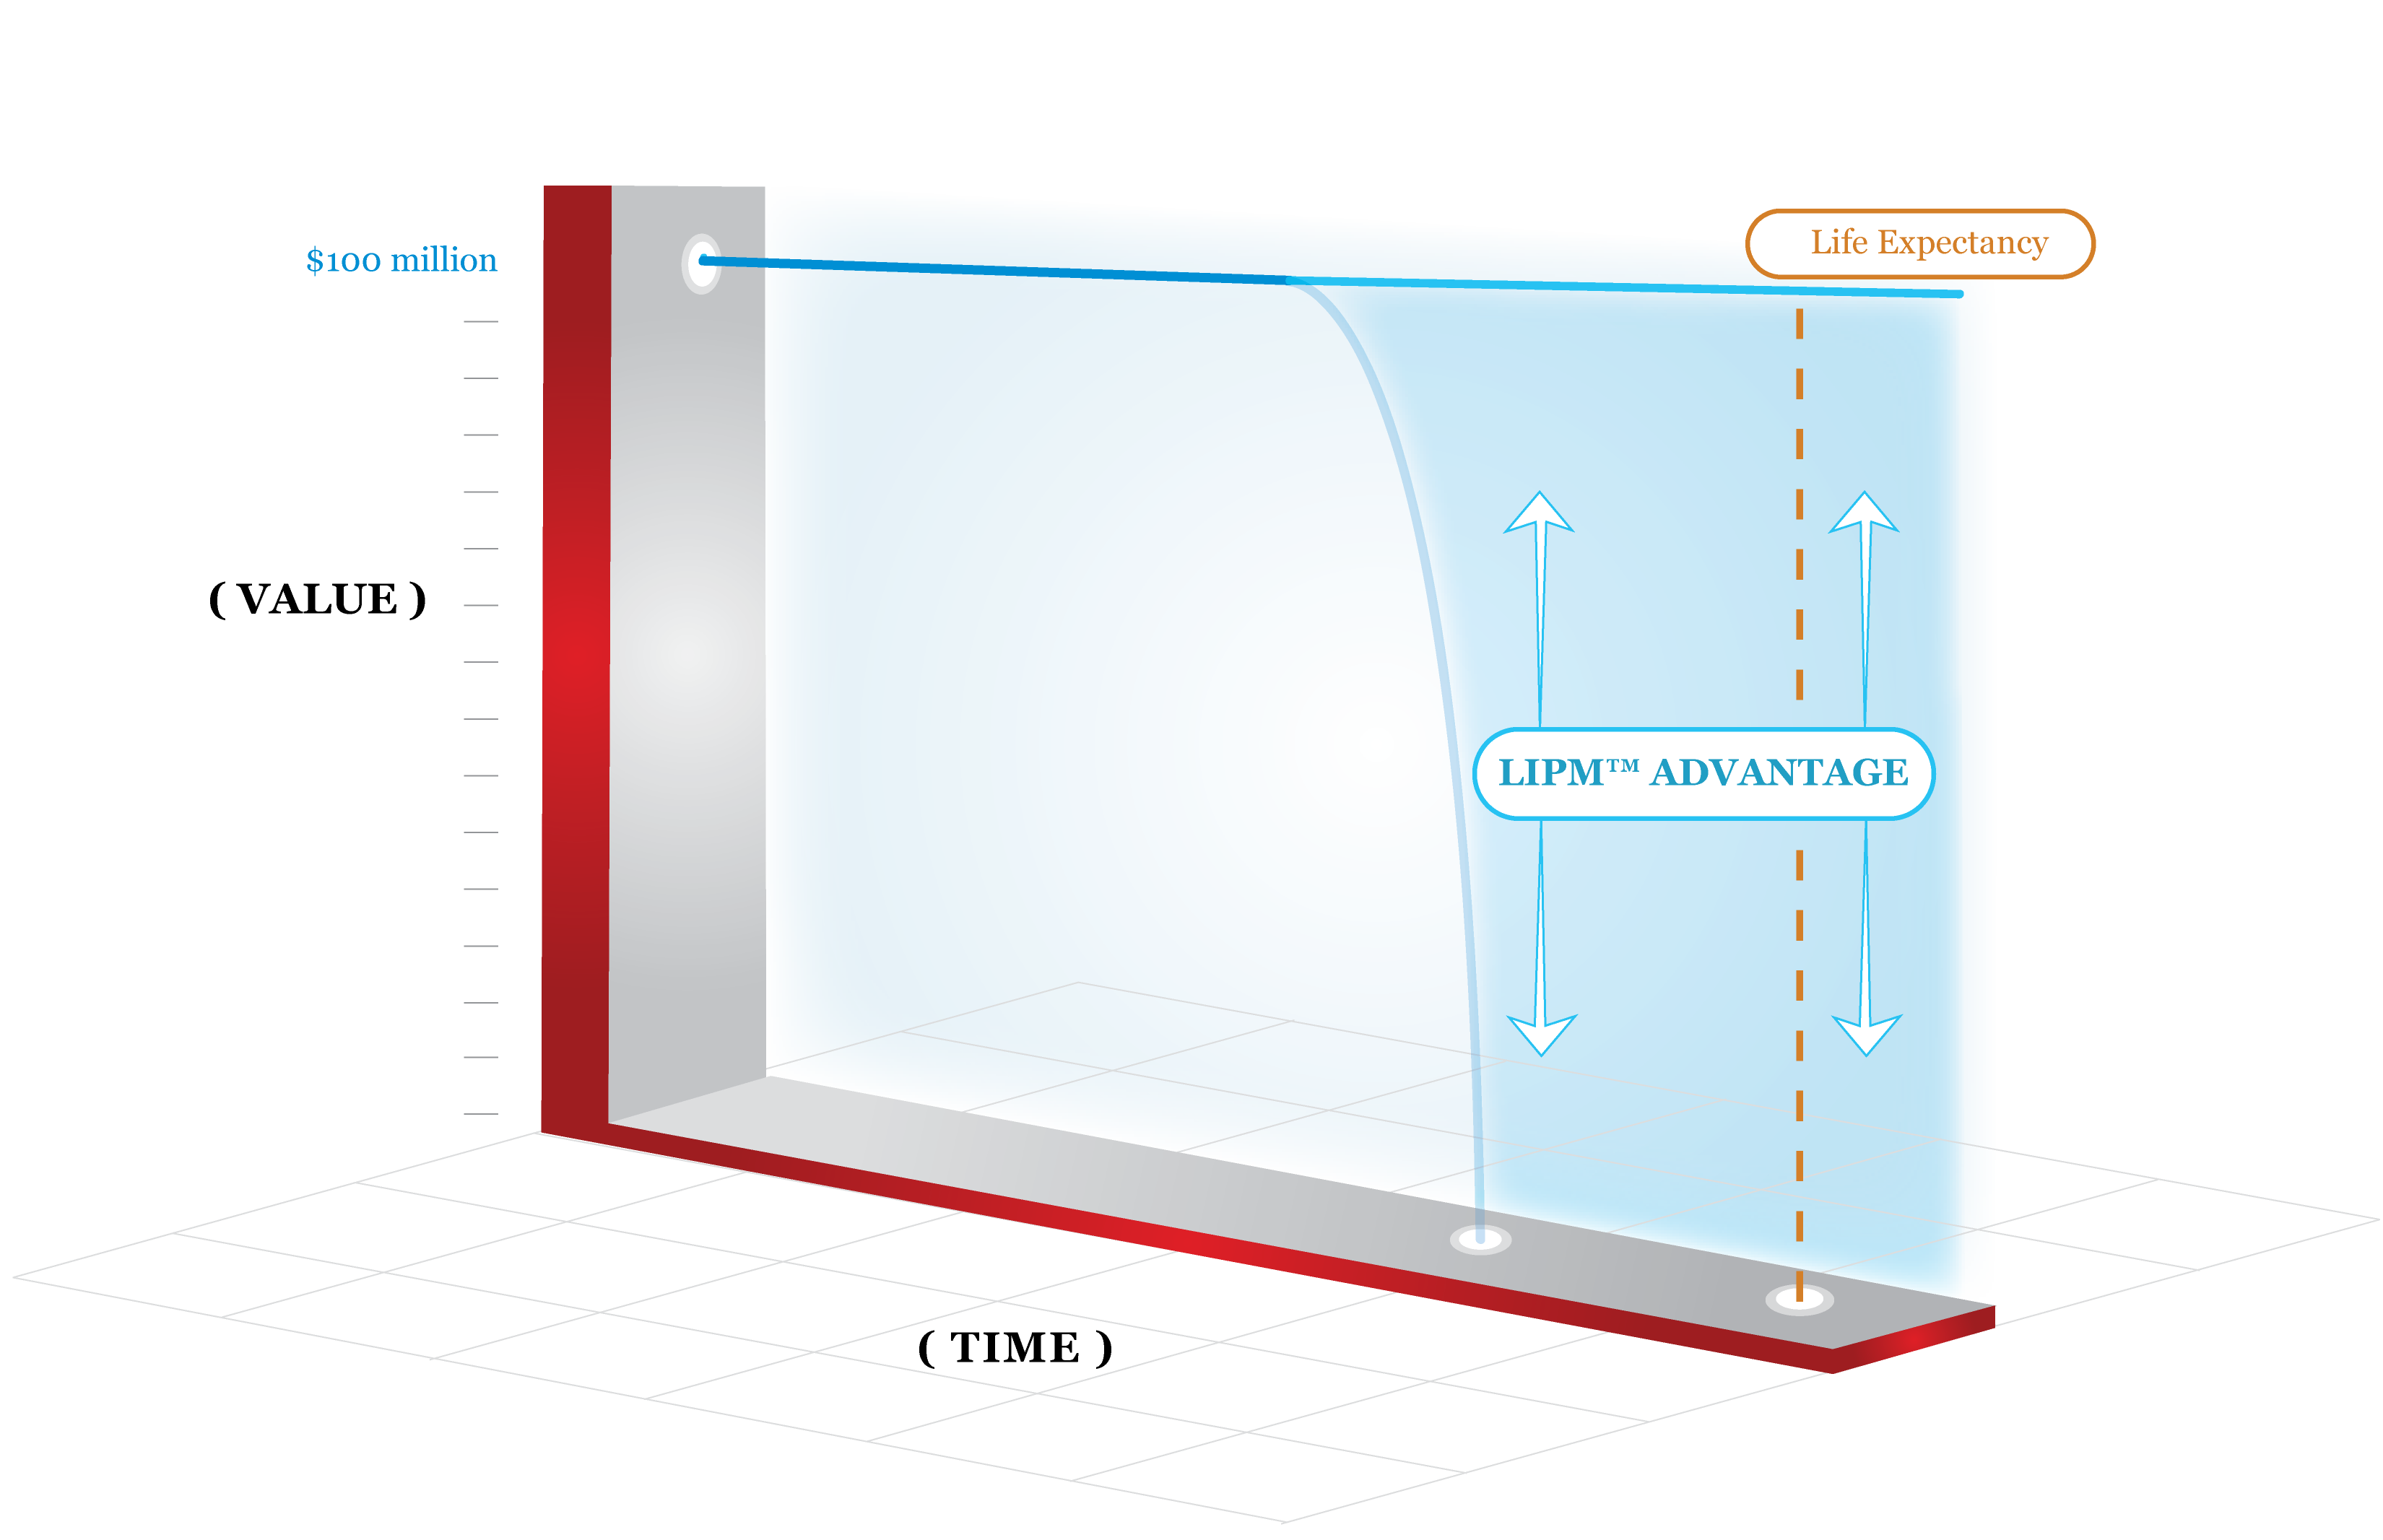 $100 million
Life Expectancy
( VALUE )
LIPM™ ADVANTAGE
( TIME )